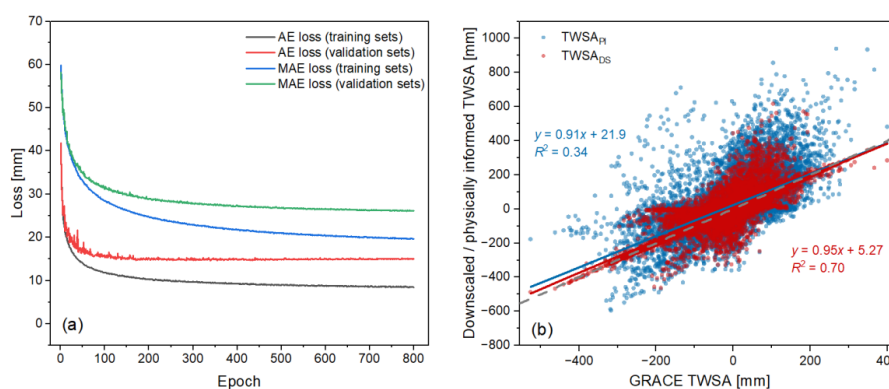 70
60
50
40
30
20
10
0
Loss [mm]
AE loss (training sets)
AE loss (validation sets)
MAE loss (training sets)
MAE loss (validation sets)
(a)
0 100 200 300 400 500 600 700 800
Epoch
1000
800
600
400
200
0
−200
−400
−600
−800
Downscaled / physically informed TWSA [mm]
TWSA_PI
TWSA_DS
y = 0.91x + 21.9
R² = 0.34
y = 0.95x + 5.27
R² = 0.70
(b)
−400 −200 0 200 400
GRACE TWSA [mm]